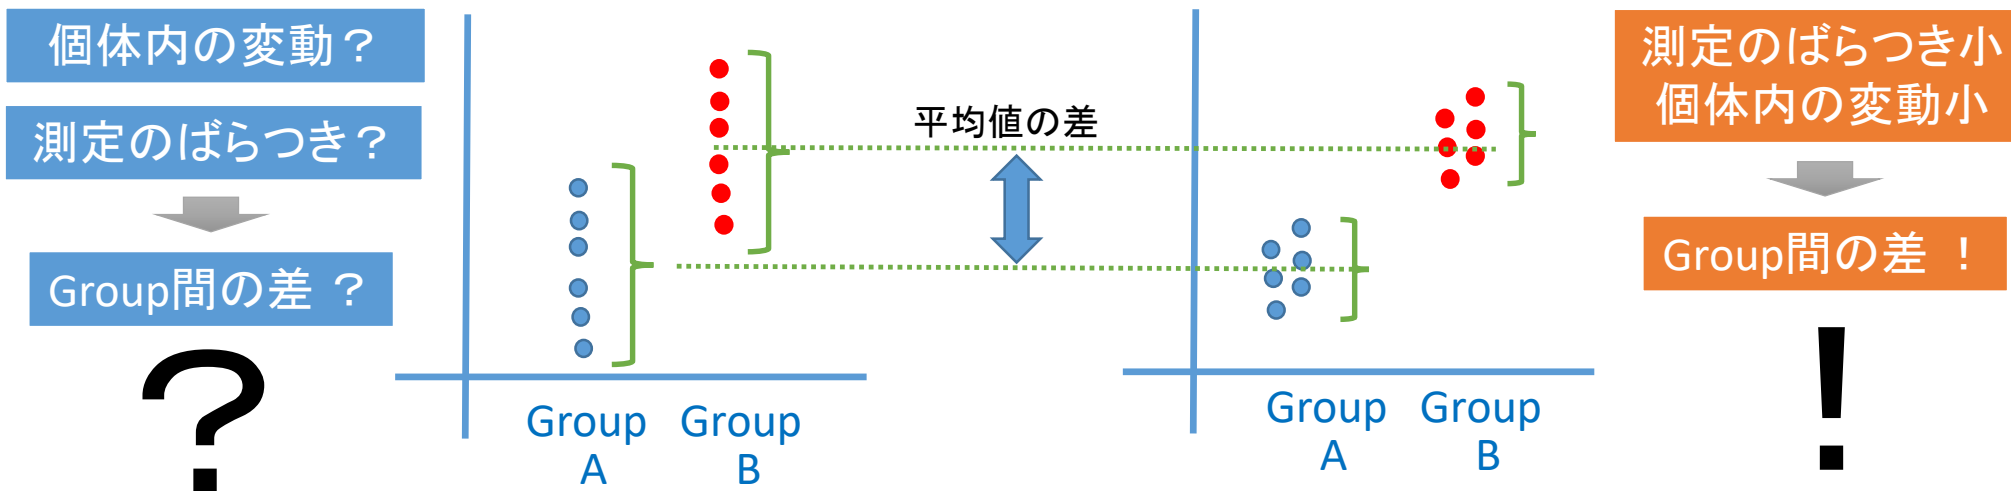 個体内の変動？
測定のばらつき？
Group間の差 ？
？
Group
A
Group
B
平均値の差
Group
A
Group
B
測定のばらつき小
個体内の変動小
Group間の差 ！
！